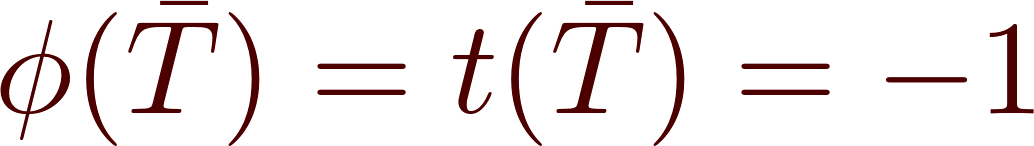 ϕ(T̄) = t(T̄) = −1